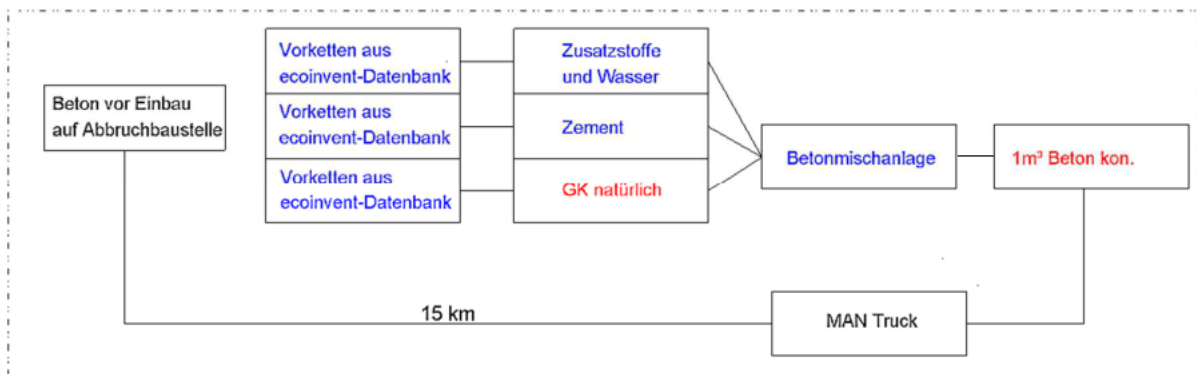 Beton vor Einbau
auf Abbruchbaustelle
Vorketten aus
ecoinvent-Datenbank
Vorketten aus
ecoinvent-Datenbank
Vorketten aus
ecoinvent-Datenbank
Zusatzstoffe
und Wasser
Zement
GK natürlich
Betonmischanlage
1m³ Beton kon.
15 km
MAN Truck